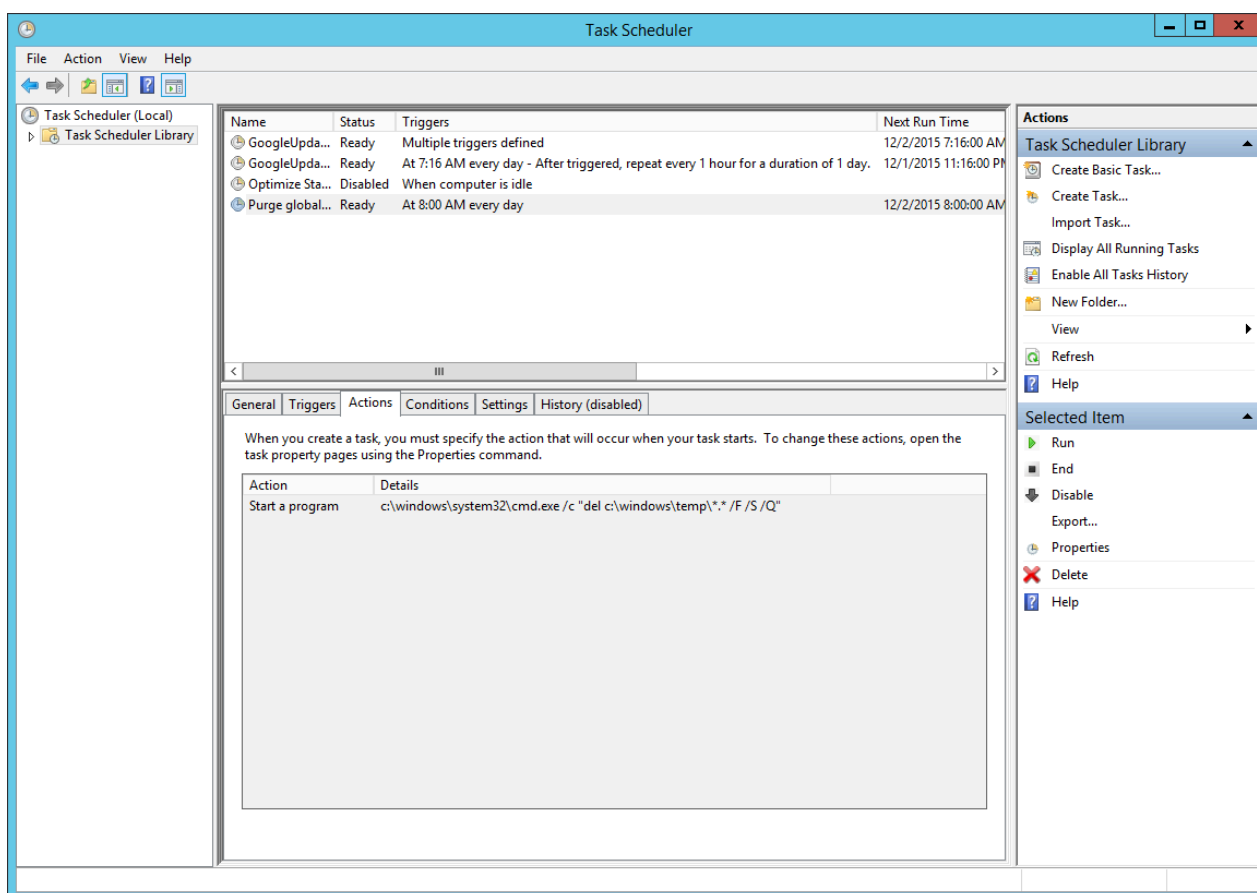 Task Scheduler
File Action View Help
Task Scheduler (Local)
Task Scheduler Library
Name Status Triggers Next Run Time
GoogleUpda... Ready Multiple triggers defined 12/2/2015 7:16:00 AM
GoogleUpda... Ready At 7:16 AM every day - After triggered, repeat every 1 hour for a duration of 1 day. 12/1/2015 11:16:00 PM
Optimize Sta... Disabled When computer is idle
Purge global... Ready At 8:00 AM every day 12/2/2015 8:00:00 AM
General Triggers Actions Conditions Settings History (disabled)
When you create a task, you must specify the action that will occur when your task starts. To change these actions, open the
task property pages using the Properties command.
Action Details
Start a program c:\windows\system32\cmd.exe /c "del c:\windows\temp\*.* /F /S /Q"
Actions
Task Scheduler Library
Create Basic Task...
Create Task...
Import Task...
Display All Running Tasks
Enable All Tasks History
New Folder...
View
Refresh
Help
Selected Item
Run
End
Disable
Export...
Properties
Delete
Help